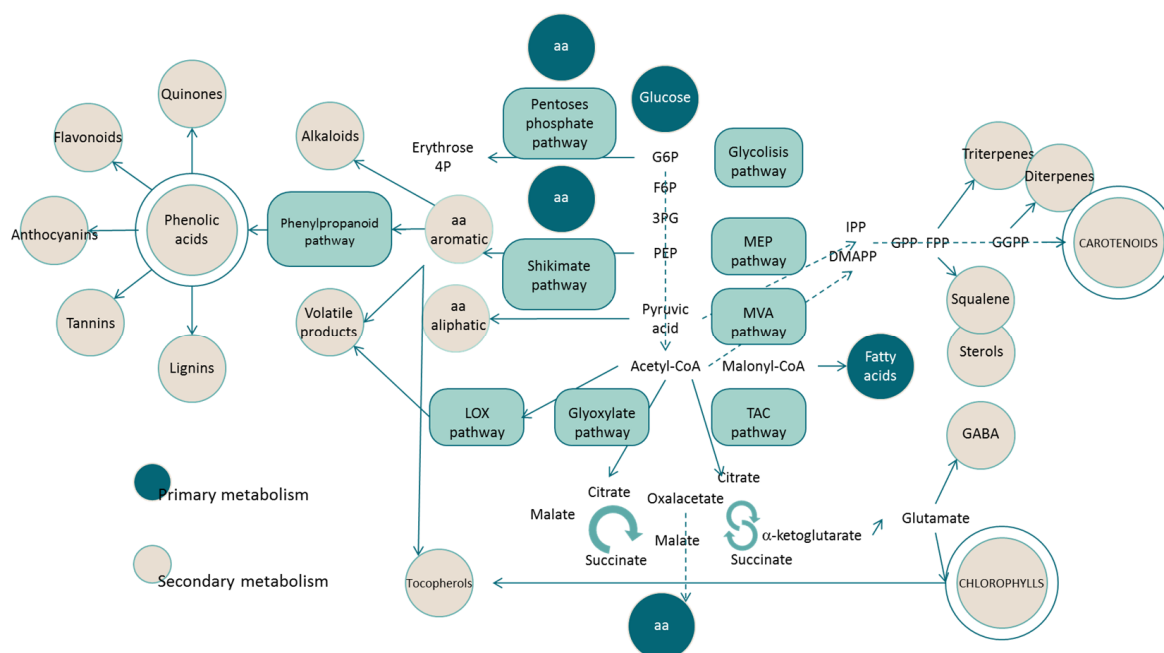 aa
Glucose
Quinones
Pentoses
phosphate
pathway
Flavonoids
Alkaloids
Erythrose
4P
G6P
Glycolisis
pathway
Triterpenes
Diterpenes
aa
F6P
3PG
Anthocyanins
Phenolic
acids
Phenylpropanoid
pathway
aa
aromatic
PEP
MEP
pathway
IPP
DMAPP
GPP
FPP
GGPP
CAROTENOIDS
Shikimate
pathway
Tannins
Volatile
products
aa
aliphatic
Pyruvic
acid
MVA
pathway
Squalene
Sterols
Lignins
Acetyl-CoA
Malonyl-CoA
Fatty
acids
LOX
pathway
Glyoxylate
pathway
TAC
pathway
GABA
Citrate
Citrate
Oxalacetate
Malate
Malate
α-ketoglutarate
Glutamate
Succinate
Succinate
Primary metabolism
Secondary metabolism
Tocopherols
CHLOROPHYLLS
aa